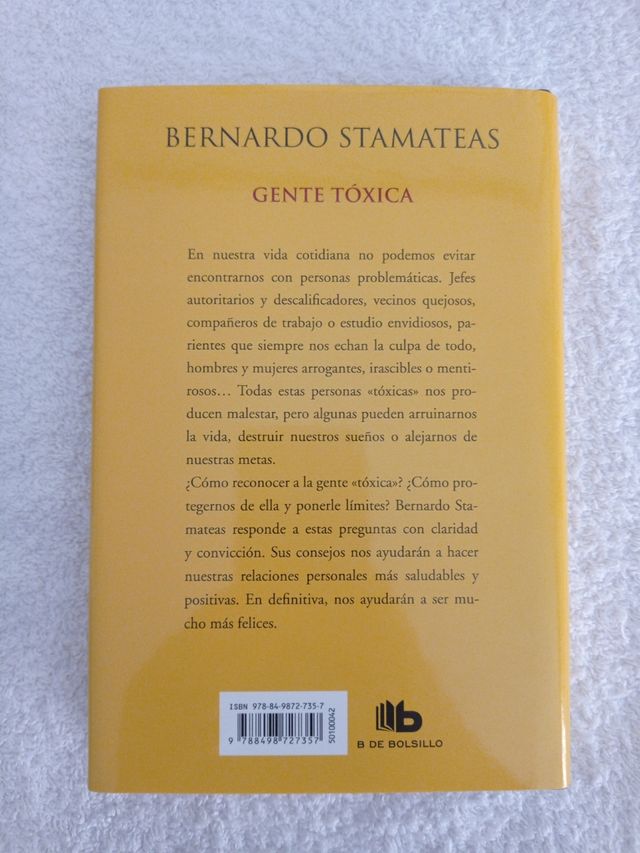 BERNARDO STAMATEAS
GENTE TÓXICA
En nuestra vida cotidiana no podemos evitar
encontrarnos con personas problemáticas. Jefes
autoritarios y descalificadores, vecinos quejosos,
compañeros de trabajo o estudio envidiosos, pa-
rientes que siempre nos echan la culpa de todo,
hombres y mujeres arrogantes, irascibles o menti-
rosos… Todas estas personas «tóxicas» nos pro-
ducen malestar, pero algunas pueden arruinarnos
la vida, destruir nuestros sueños o alejarnos de
nuestras metas.
¿Cómo reconocer a la gente «tóxica»? ¿Cómo pro-
tegernos de ella y ponerle límites? Bernardo Sta-
mateas responde a estas preguntas con claridad
y convicción. Sus consejos nos ayudarán a hacer
nuestras relaciones personales más saludables y
positivas. En definitiva, nos ayudarán a ser mu-
cho más felices.
ISBN 978-84-9872-735-7
9 788498 727357
50100042
b
B DE BOLSILLO